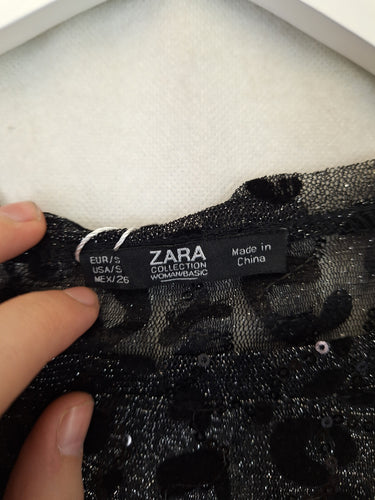 EUR/S
USA/S
MEX/26
ZARA
COLLECTION
WOMAN/BASIC
Made in
China